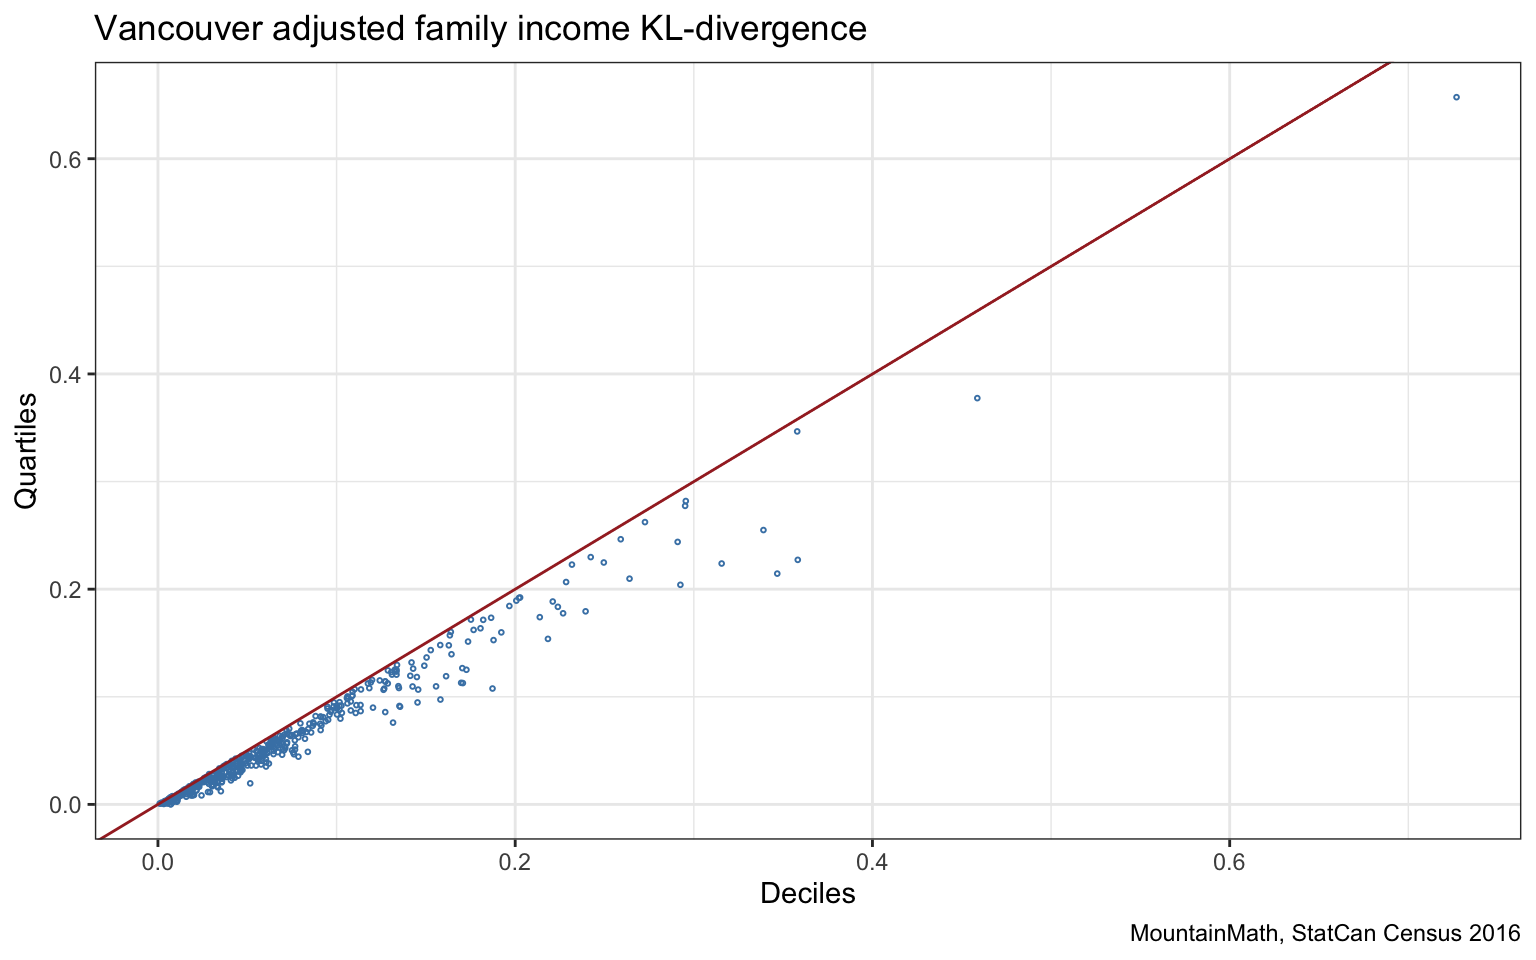 Vancouver adjusted family income KL-divergence
Quartiles
0.6
0.4
0.2
0.0
0.0 0.2 0.4 0.6
Deciles
MountainMath, StatCan Census 2016